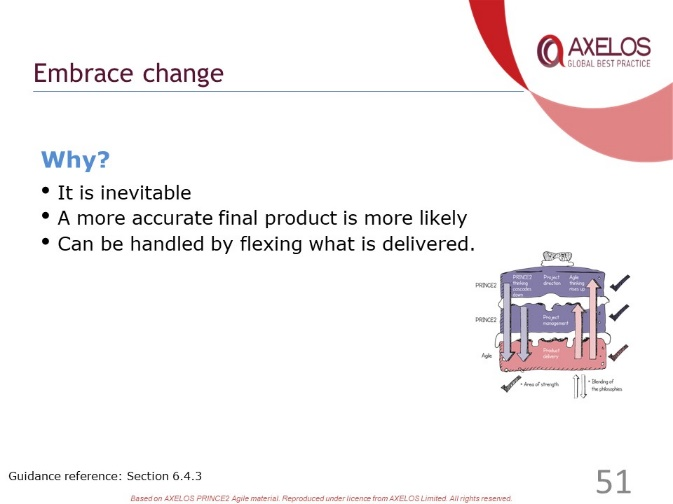 AXELOS
GLOBAL BEST PRACTICE
Embrace change
Why?
• It is inevitable
• A more accurate final product is more likely
• Can be handled by flexing what is delivered.
PRINCE2
PRINCE2
thinking
cascades
down
Project
direction
Agile
thinking
mixes up
PRINCE2
Project
management
Agile
Product
delivery
= Area of strength
= Blending of
the philosophies
Guidance reference: Section 6.4.3
51
Based on AXELOS PRINCE2 Agile material. Reproduced under licence from AXELOS Limited. All rights reserved.